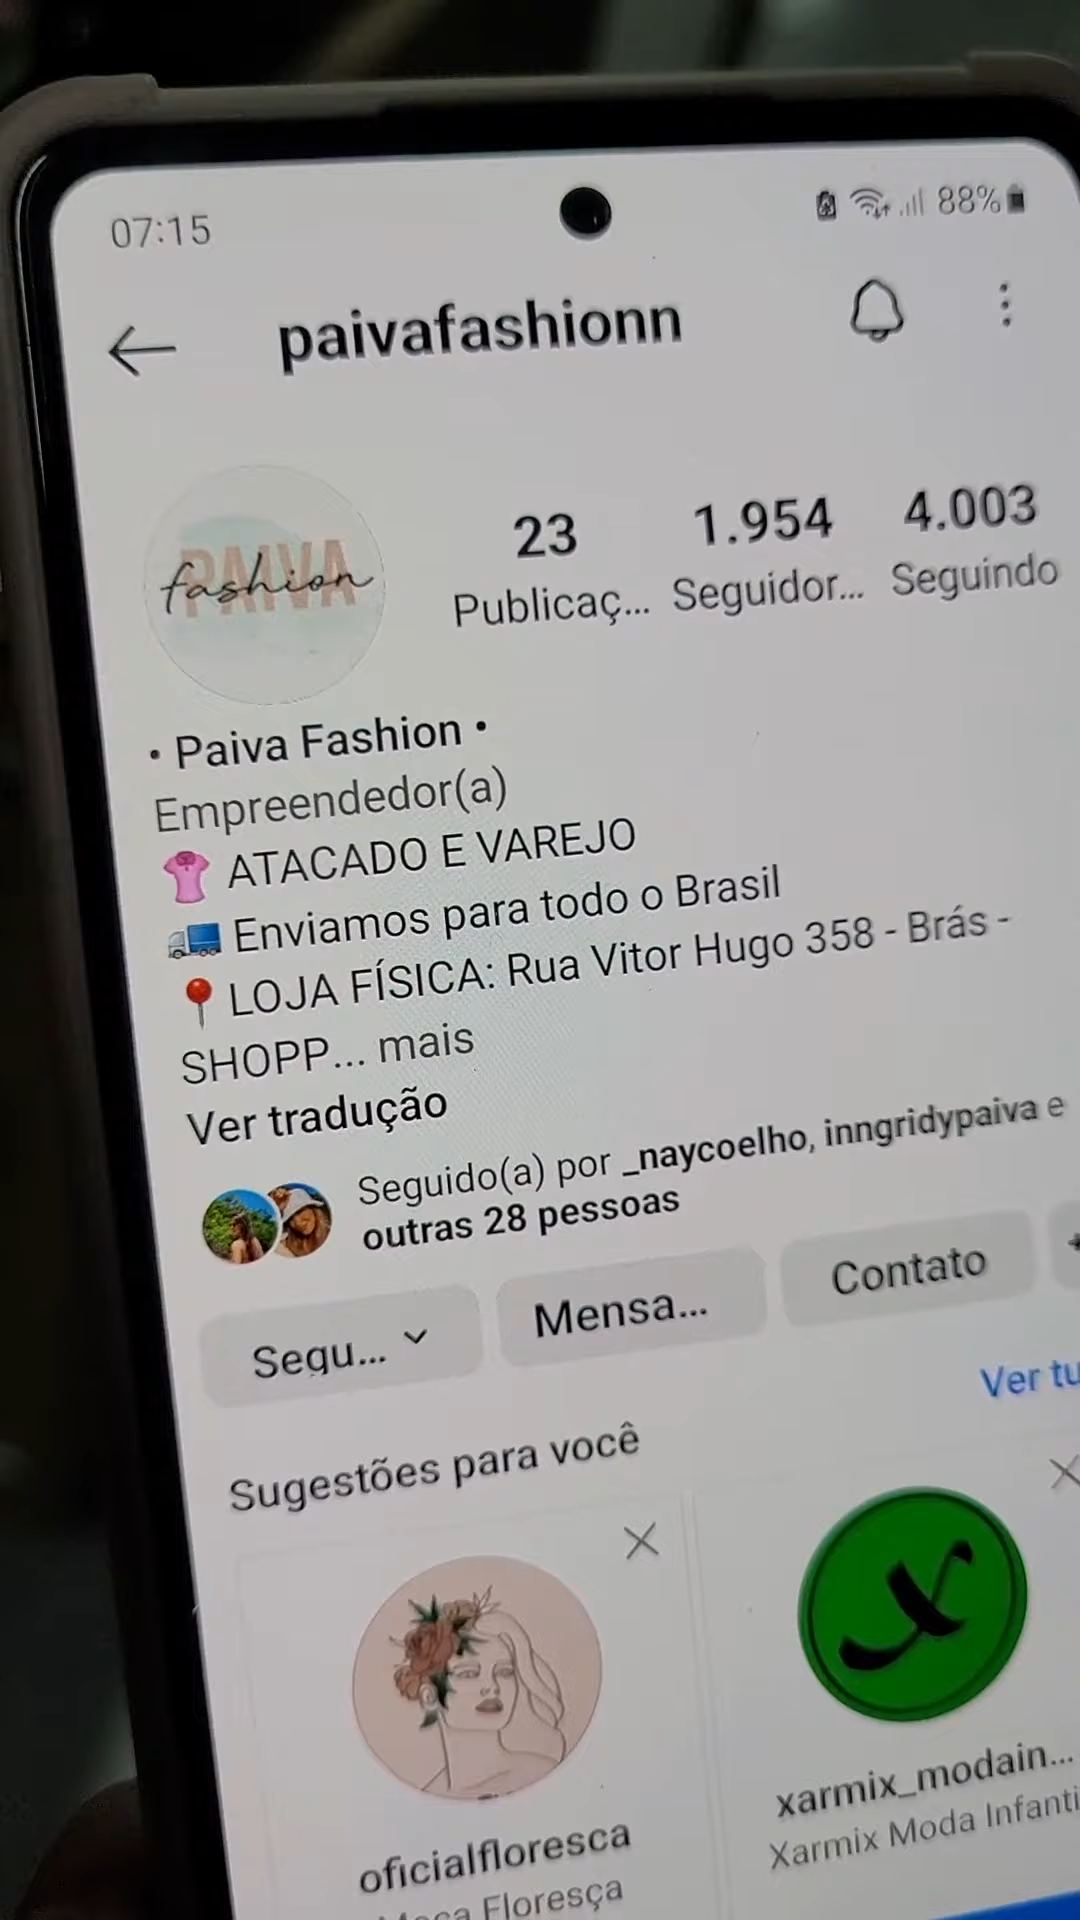 07:15
88%
paivafashionn
PAIVA
fashion
23
1.954
4.003
Publicaç...
Seguidor...
Seguindo
• Paiva Fashion •
Empreendedor(a)
ATACADO E VAREJO
Enviamos para todo o Brasil
LOJA FÍSICA: Rua Vitor Hugo 358 - Brás -
SHOPP... mais
Ver tradução
Seguido(a) por _naycoelho, inngridypaiva e
outras 28 pessoas
Segu...
Mensa...
Contato
Ver tu
Sugestões para você
oficialfloresca
xarmix_modain...
Floresça
Xarmix Moda Infanti